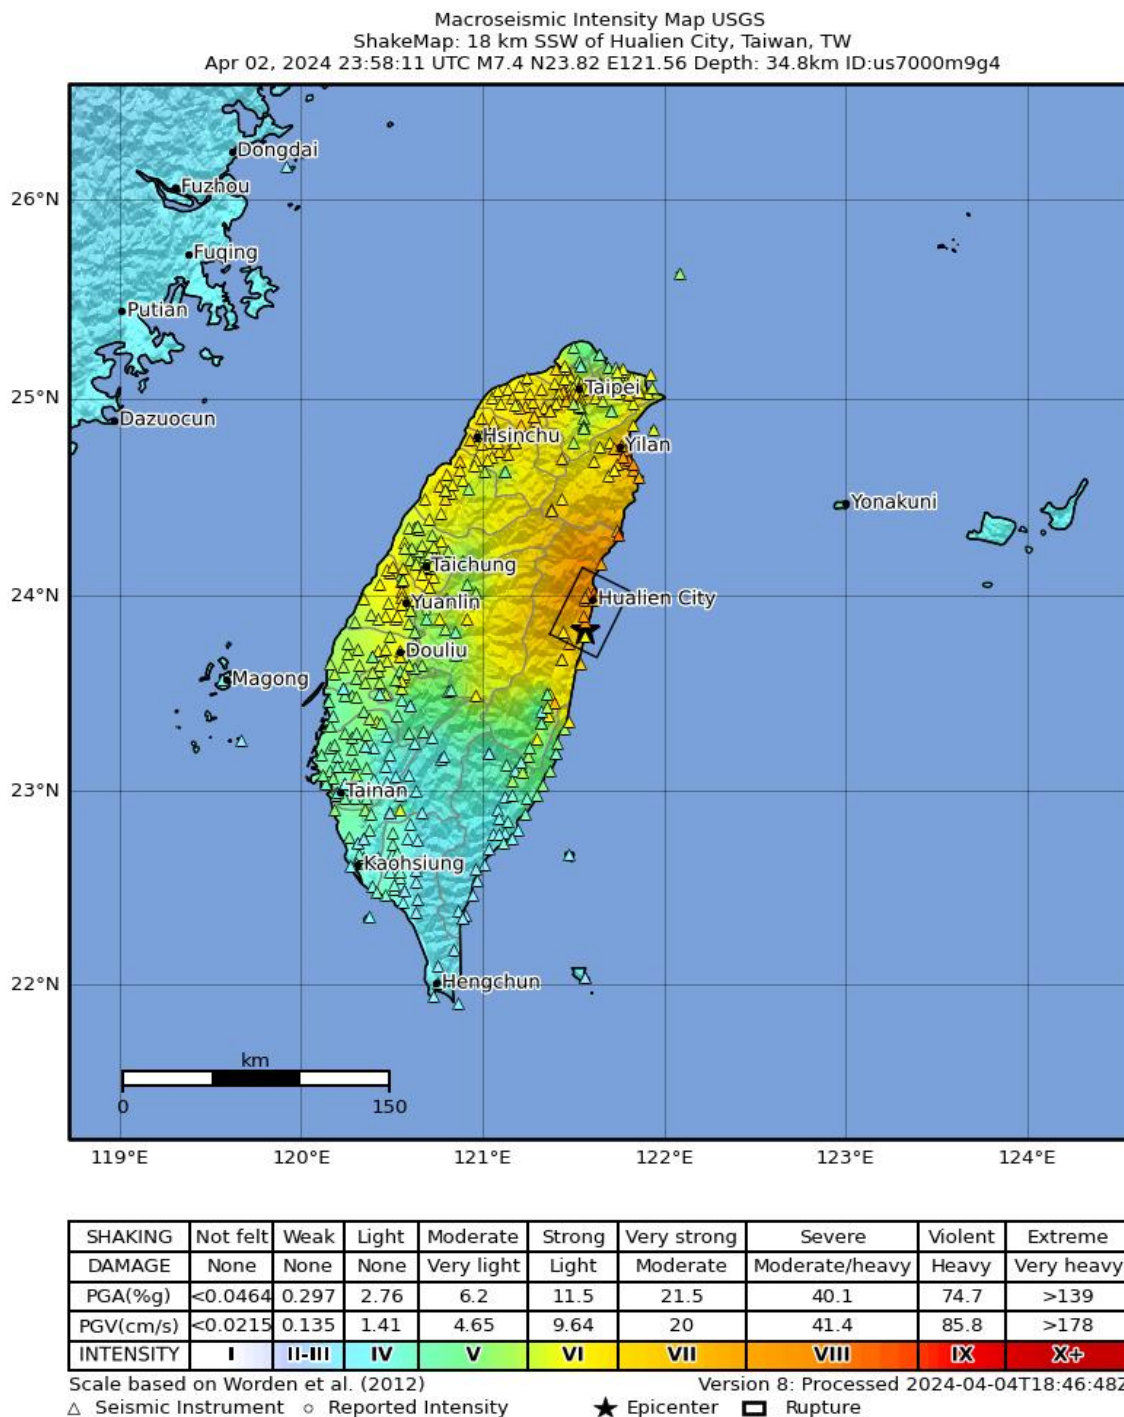 Macroseismic Intensity Map USGS
ShakeMap: 18 km SSW of Hualien City, Taiwan, TW
Apr 02, 2024 23:58:11 UTC M7.4 N23.82 E121.56 Depth: 34.8km ID:us7000m9g4
Dongdai
26°N
Fuzhou
Fuqing
Putian
25°N
Taipei
Dazuocun
Hsinchu
Yilan
Yonakuni
Taichung
24°N
Yuanlin
Hualien City
Douliu
Magong
23°N
Tainan
Kaohsiung
22°N
Hengchun
km
0 150
119°E 120°E 121°E 122°E 123°E 124°E
SHAKING Not felt Weak Light Moderate Strong Very strong Severe Violent Extreme
DAMAGE None None None Very light Light Moderate Moderate/heavy Heavy Very heavy
PGA(%g) <0.0464 0.297 2.76 6.2 11.5 21.5 40.1 74.7 >139
PGV(cm/s) <0.0215 0.135 1.41 4.65 9.64 20 41.4 85.8 >178
INTENSITY I II-III IV V VI VII VIII IX X+
Scale based on Worden et al. (2012) Version 8: Processed 2024-04-04T18:46:48Z
△ Seismic Instrument ○ Reported Intensity ★ Epicenter □ Rupture